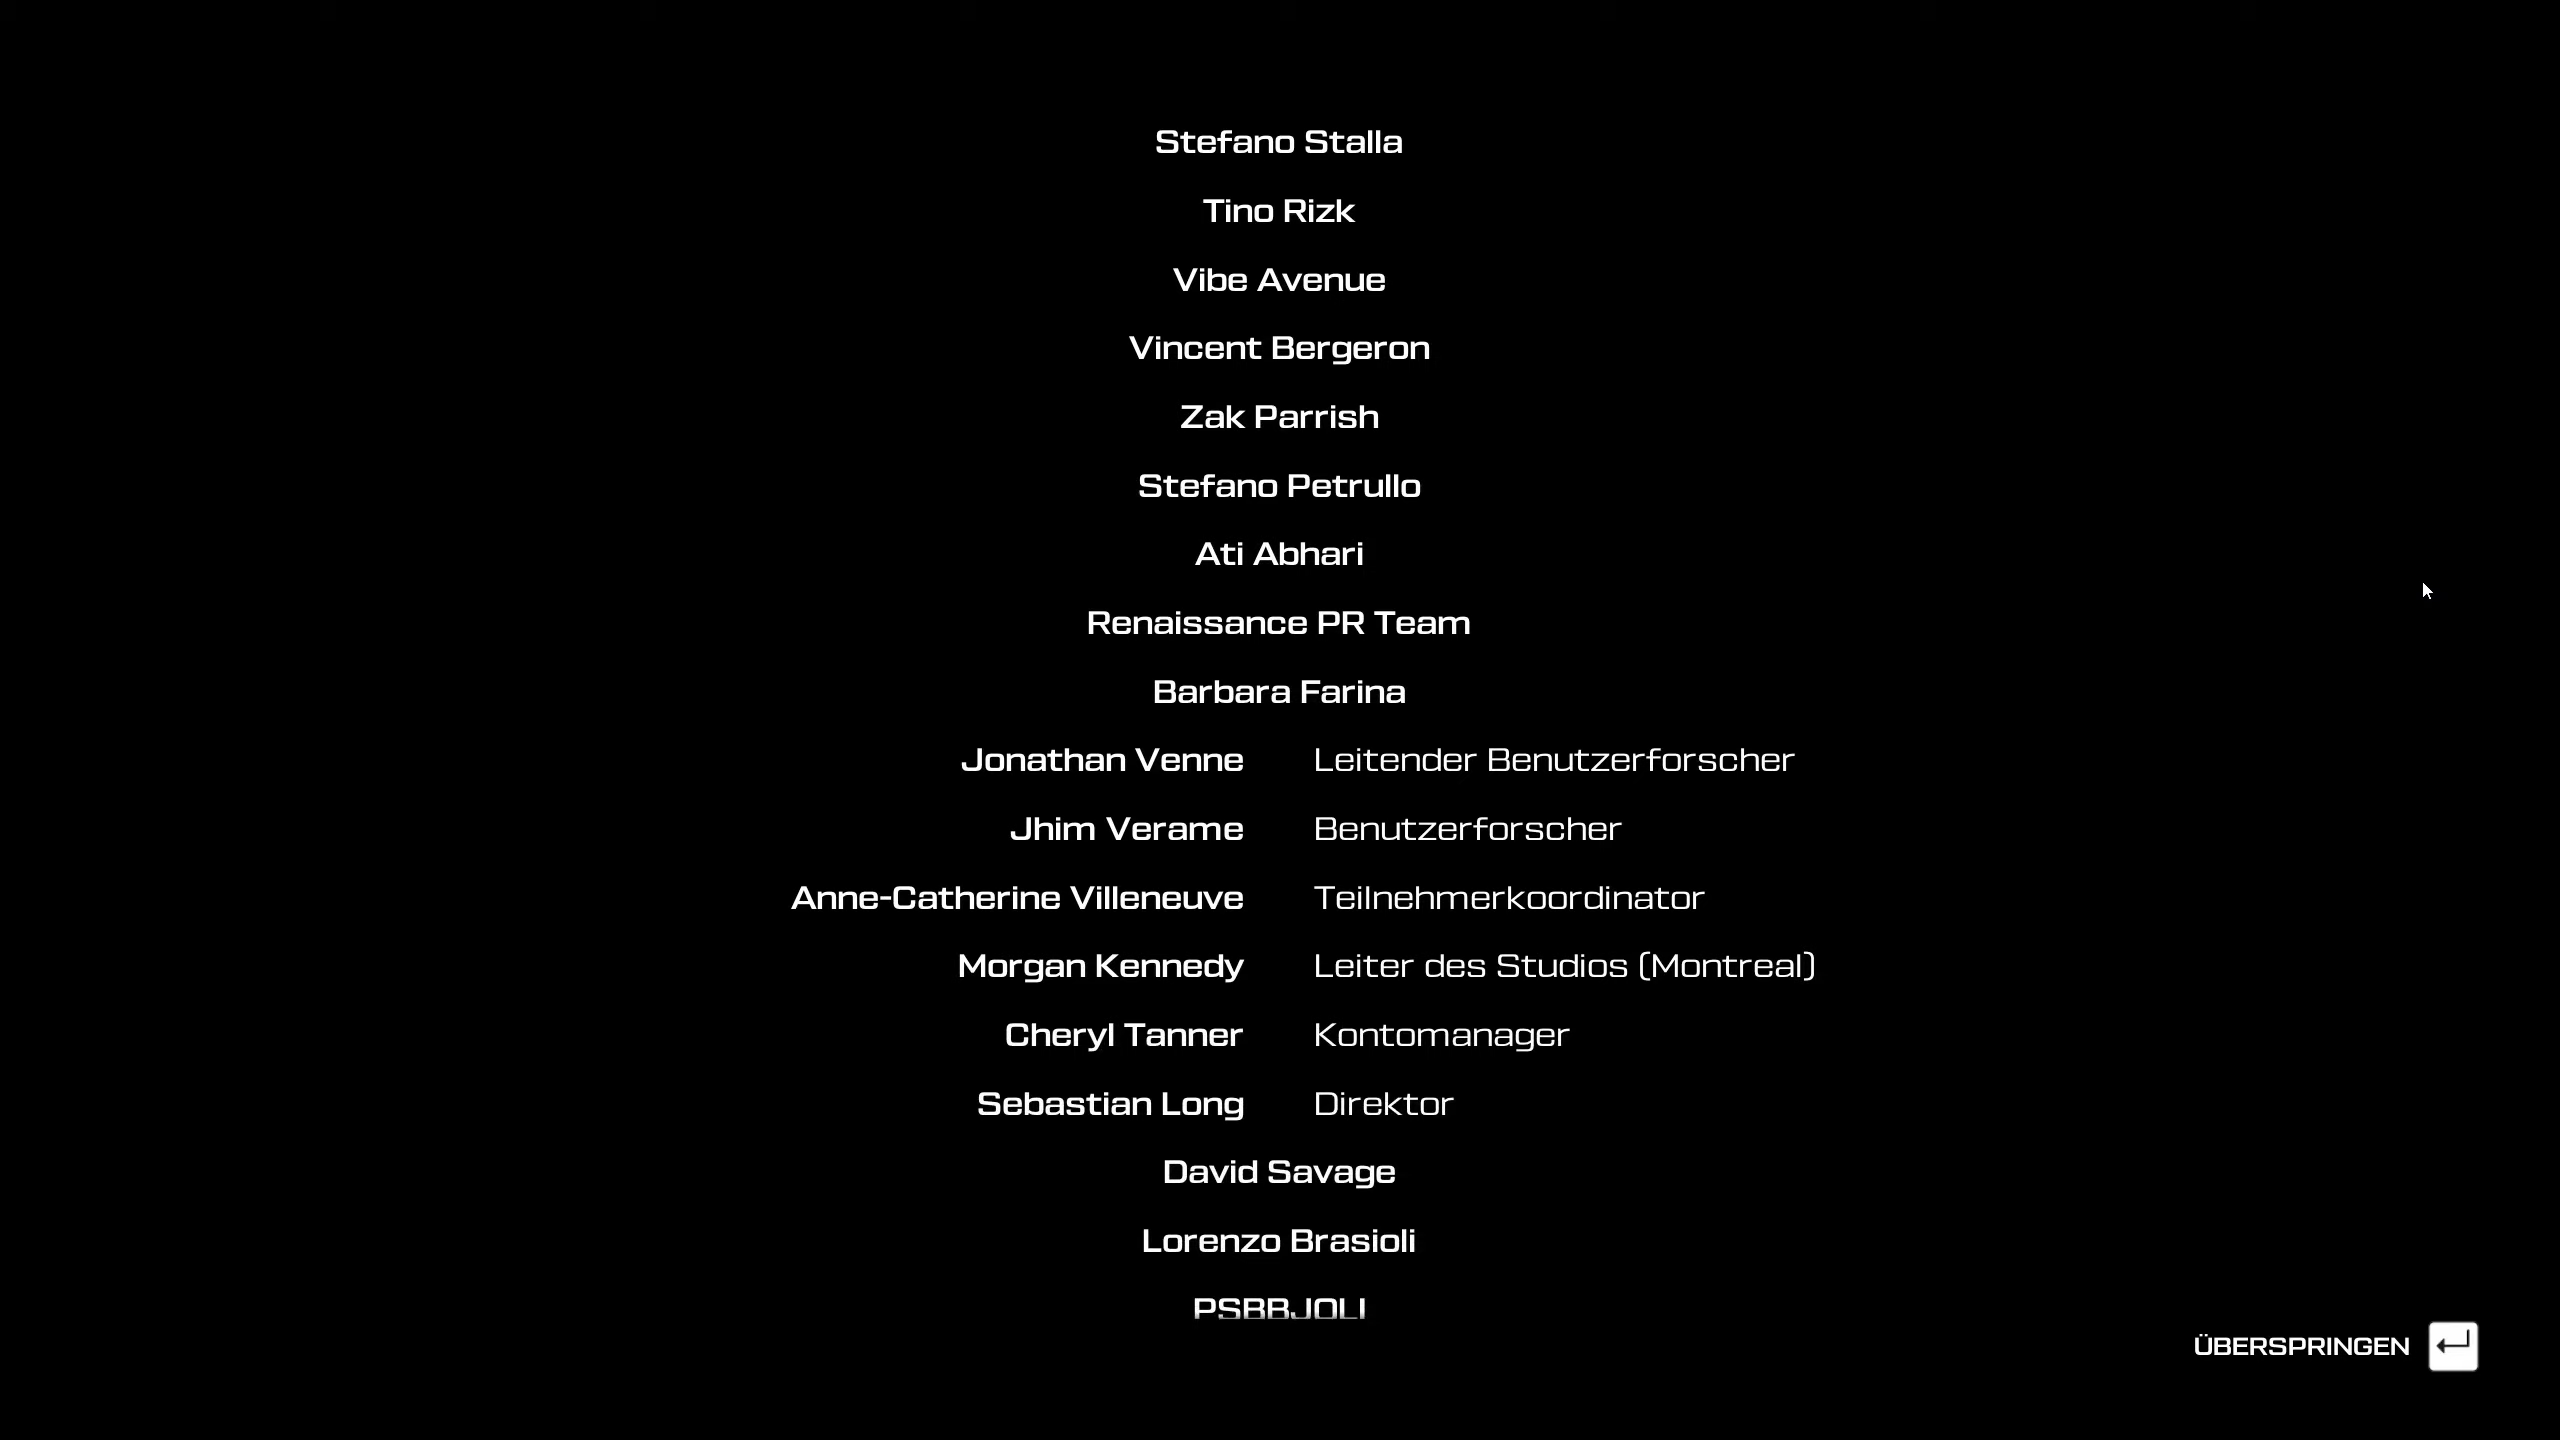 Stefano Stalla
Tino Rizk
Vibe Avenue
Vincent Bergeron
Zak Parrish
Stefano Petrullo
Ati Abhari
Renaissance PR Team
Barbara Farina
Jonathan Venne Leitender Benutzerforscher
Jhim Verame Benutzerforscher
Anne-Catherine Villeneuve Teilnehmerkoordinator
Morgan Kennedy Leiter des Studios (Montreal)
Cheryl Tanner Kontomanager
Sebastian Long Direktor
David Savage
Lorenzo Brasioli
ÜBERSPRINGEN